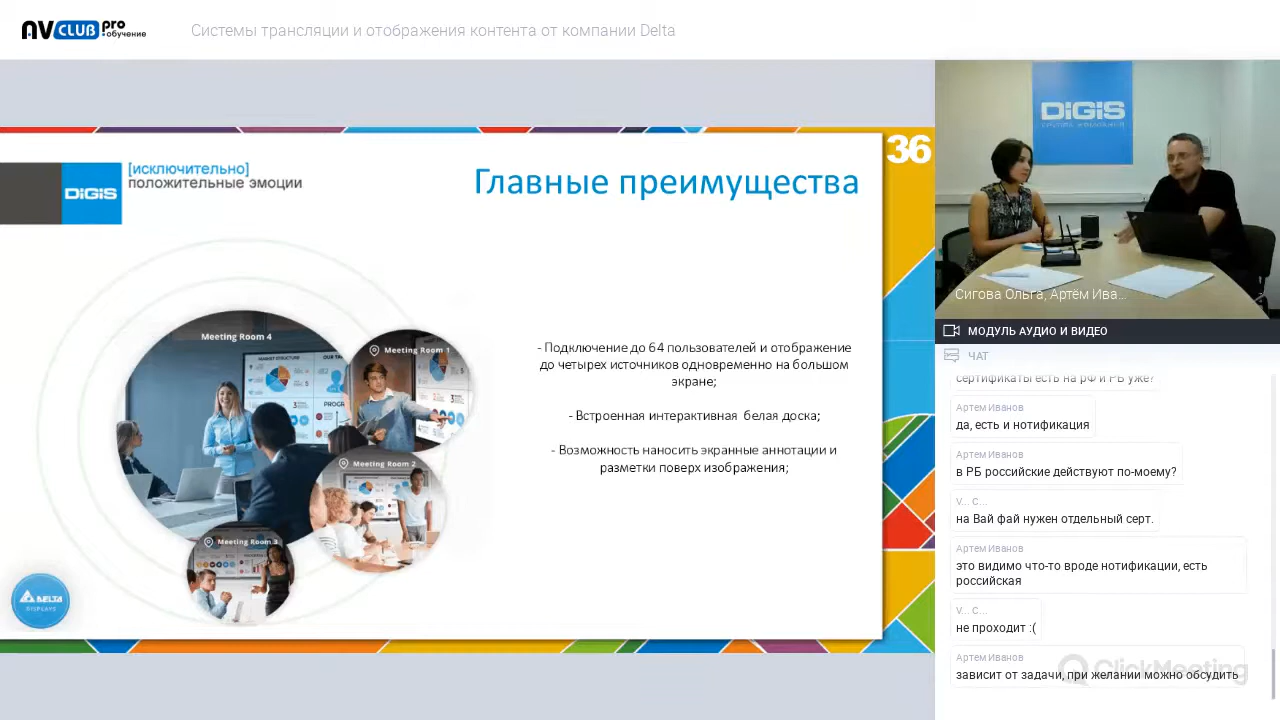 AVCLUB pro
обучение
Системы трансляции и отображения контента от компании Delta
36
DiGiS
[исключительно]
положительные эмоции
Главные преимущества
Meeting Room 4
Meeting Room 1
Meeting Room 2
Meeting Room 3
- Подключение до 64 пользователей и отображение
до четырех источников одновременно на большом
экране;
- Встроенная интерактивная белая доска;
- Возможность наносить экранные аннотации и
разметки поверх изображения;
DELTA
DISPLAYS
DiGiS
ГРУППА КОМПАНИЙ
Сигова Ольга, Артём Ива...
МОДУЛЬ АУДИО И ВИДЕО
ЧАТ
сертификаты есть на рф и РБ уже?
Артем Иванов
да, есть и нотификация
Артем Иванов
в РБ российские действуют по-моему?
V... C...
на Вай фай нужен отдельный серт.
Артем Иванов
это видимо что-то вроде нотификации, есть
российская
V... C...
не проходит :(
Артем Иванов
зависит от задачи, при желании можно обсудить
ClickMeeting